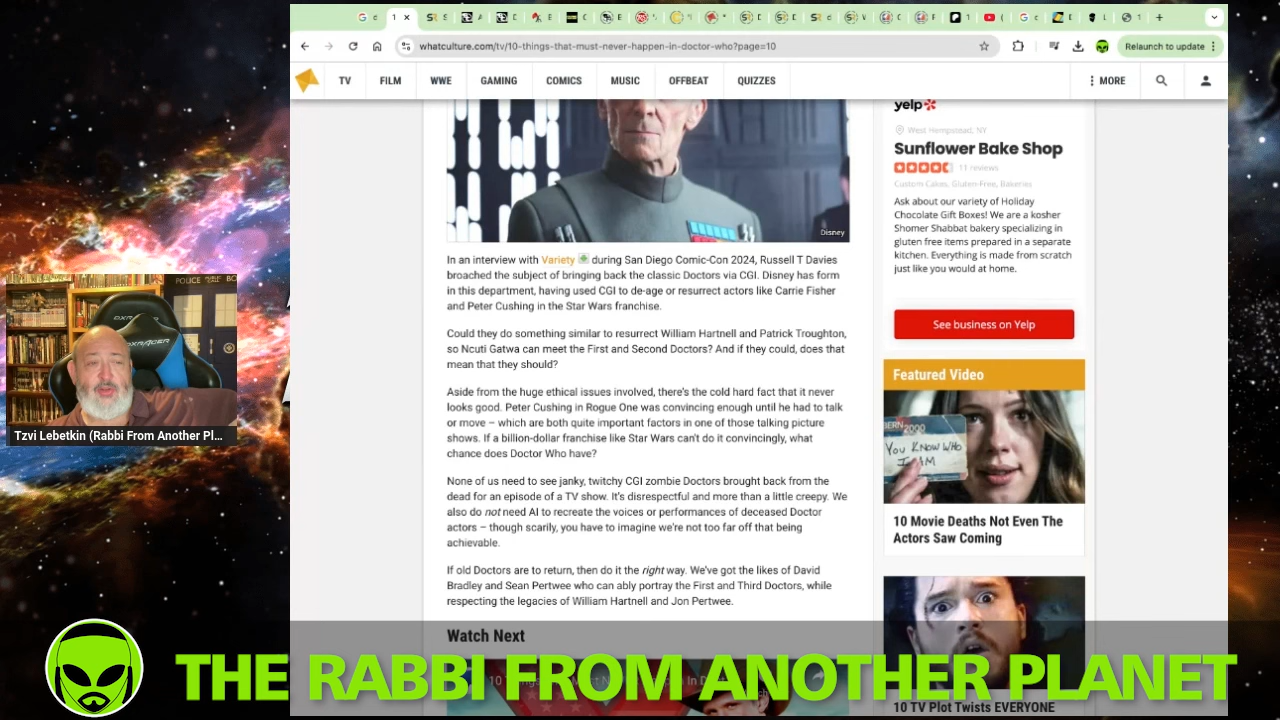 whatculture.com/tv/10-things-that-must-never-happen-in-doctor-who?page=10
Relaunch to update
TV FILM WWE GAMING COMICS MUSIC OFFBEAT QUIZZES MORE
Disney
In an interview with Variety during San Diego Comic-Con 2024, Russell T Davies
broached the subject of bringing back the classic Doctors via CGI. Disney has form
in this department, having used CGI to de-age or resurrect actors like Carrie Fisher
and Peter Cushing in the Star Wars franchise.
Could they do something similar to resurrect William Hartnell and Patrick Troughton,
so Ncuti Gatwa can meet the First and Second Doctors? And if they could, does that
mean that they should?
Aside from the huge ethical issues involved, there's the cold hard fact that it never
looks good. Peter Cushing in Rogue One was convincing enough until he had to talk
or move – which are both quite important factors in one of those talking picture
shows. If a billion-dollar franchise like Star Wars can't do it convincingly, what
chance does Doctor Who have?
None of us need to see janky, twitchy CGI zombie Doctors brought back from the
dead for an episode of a TV show. It's disrespectful and more than a little creepy. We
also do not need AI to recreate the voices or performances of deceased Doctor
actors – though scarily, you have to imagine we're not too far off that being
achievable.
If old Doctors are to return, then do it the right way. We've got the likes of David
Bradley and Sean Pertwee who can ably portray the First and Third Doctors, while
respecting the legacies of William Hartnell and Jon Pertwee.
Watch Next
yelp
West Hempstead, NY
Sunflower Bake Shop
11 reviews
Custom Cakes, Gluten-Free, Bakeries
Ask about our variety of Holiday
Chocolate Gift Boxes! We are a kosher
Shomer Shabbat bakery specializing in
gluten free items prepared in a separate
kitchen. Everything is made from scratch
just like you would at home.
See business on Yelp
Featured Video
BERN 2000
YOU KNOW WHO
I AM
10 Movie Deaths Not Even The
Actors Saw Coming
10 TV Plot Twists EVERYONE
POLICE BO
DXRACER
Tzvi Lebetkin (Rabbi From Another Pl...
THE RABBI FROM ANOTHER PLANET